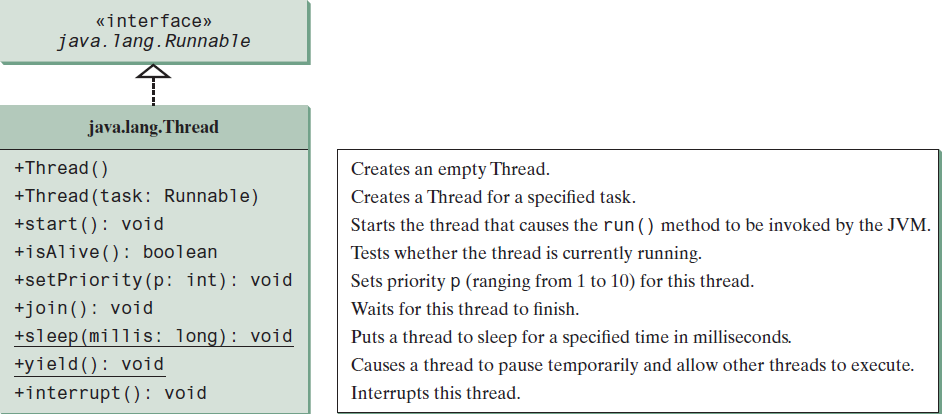 «interface»
java.lang.Runnable
java.lang.Thread
+Thread()
Creates an empty Thread.
+Thread(task: Runnable)
Creates a Thread for a specified task.
+start(): void
Starts the thread that causes the run() method to be invoked by the JVM.
+isAlive(): boolean
Tests whether the thread is currently running.
+setPriority(p: int): void
Sets priority p (ranging from 1 to 10) for this thread.
+join(): void
Waits for this thread to finish.
+sleep(millis: long): void
Puts a thread to sleep for a specified time in milliseconds.
+yield(): void
Causes a thread to pause temporarily and allow other threads to execute.
+interrupt(): void
Interrupts this thread.